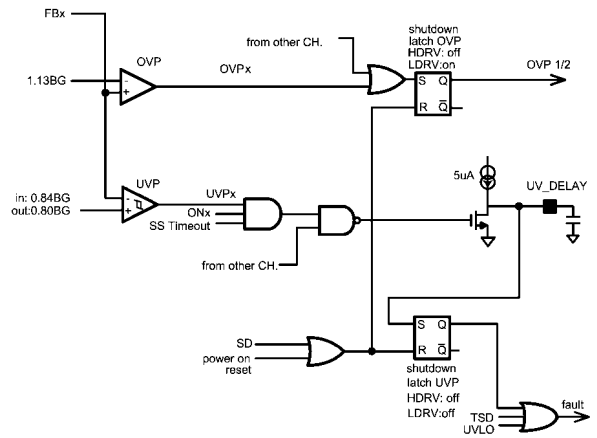 FBx
shutdown
latch OVP
HDRV: off
LDRV:on
from other CH.
OVP
OVPx
OVP 1/2
1.13BG
-
+
S Q
R Q
5uA
UV_DELAY
in: 0.84BG
out:0.80BG
UVP
UVPx
-
+
ONx
SS Timeout
from other CH.
S Q
R Q
SD
power on
reset
shutdown
latch UVP
HDRV: off
LDRV:off
TSD
UVLO
fault